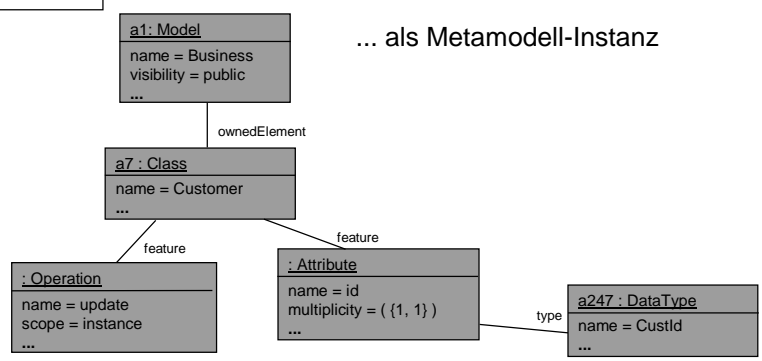 a1: Model
name = Business
visibility = public
...
... als Metamodell-Instanz
ownedElement
a7 : Class
name = Customer
...
feature
feature
: Operation
name = update
scope = instance
...
: Attribute
name = id
multiplicity = ( {1, 1} )
...
type
a247 : DataType
name = CustId
...